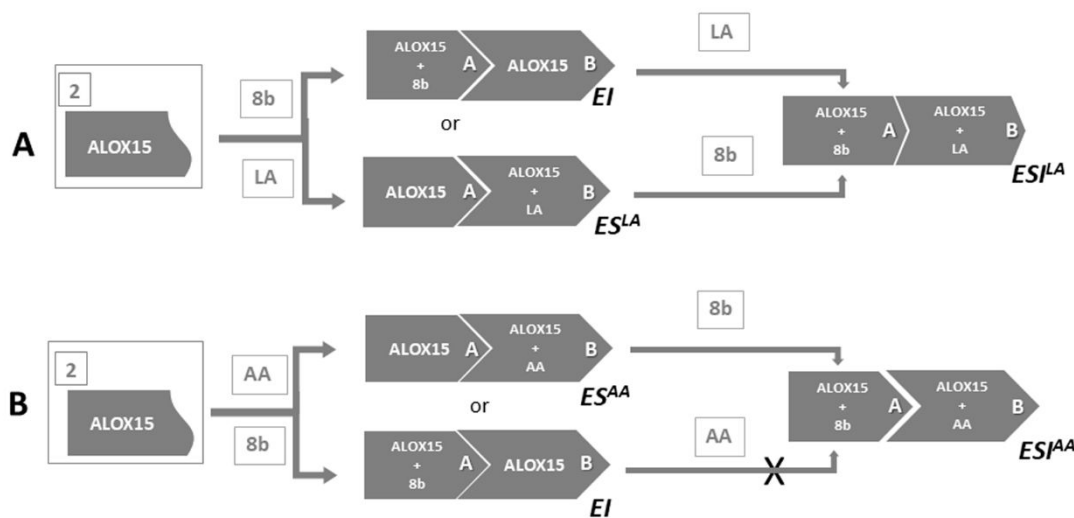 A
2
ALOX15
8b
LA
ALOX15
+
8b
A
ALOX15
B
EI
or
ALOX15
A
ALOX15
+
LA
B
ES^LA
LA
8b
ALOX15
+
8b
A
ALOX15
+
LA
B
ESI^LA
B
2
ALOX15
AA
8b
ALOX15
A
ALOX15
+
AA
B
ES^AA
or
ALOX15
+
8b
A
ALOX15
B
EI
8b
AA
X
ALOX15
+
8b
A
ALOX15
+
AA
B
ESI^AA